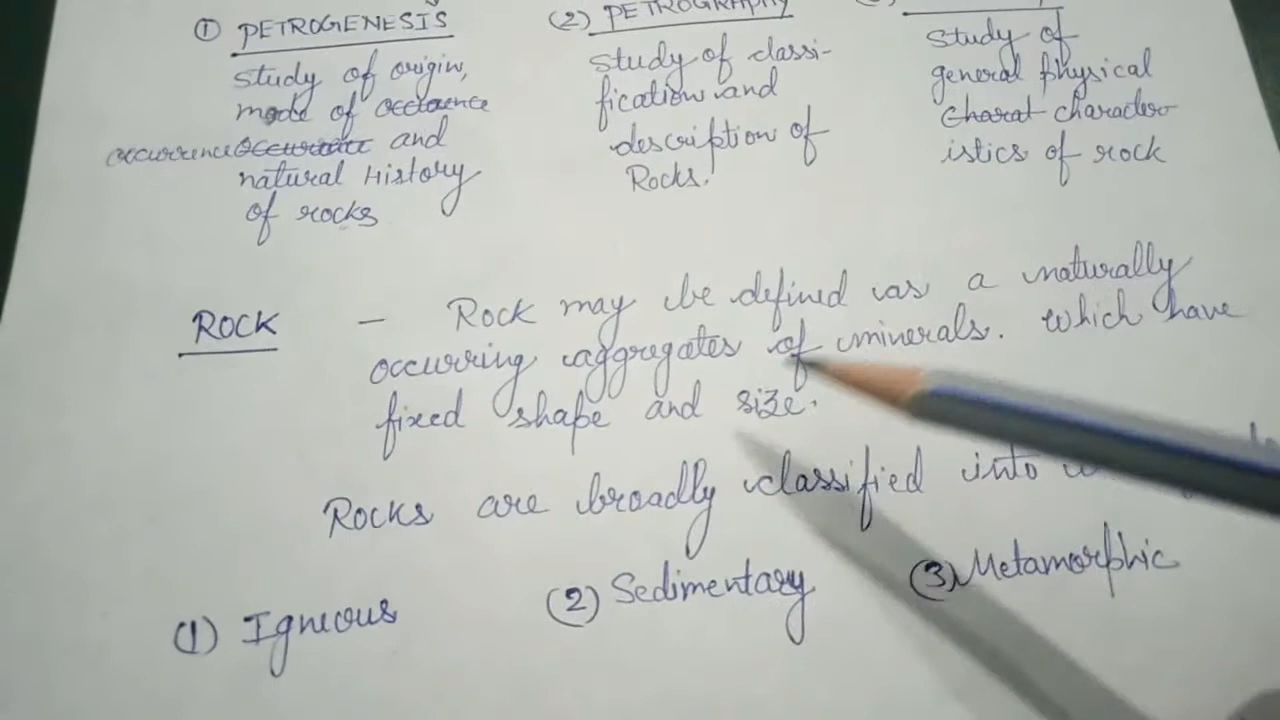 ① PETROGENESIS
study of origin,
mode of occurence
occurrence and
natural History
of rocks
(2) PETROGRAPHY
study of classi-
fication and
description of
Rocks.
study of
general physical
Charat character
istics of rock
ROCK – Rock may be defined as a naturally
occurring aggregates of minerals. which have
fixed shape and size.
Rocks are broadly classified into
(1) Igneous (2) Sedimentary (3) Metamorphic